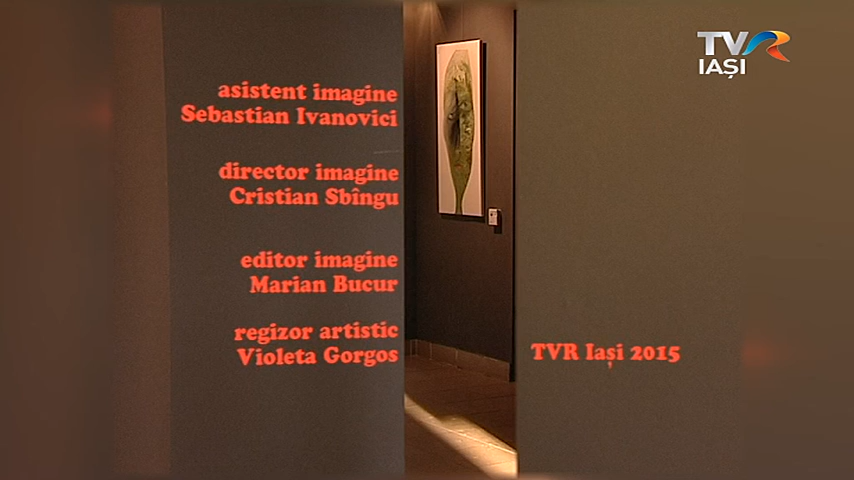 TVR
IAȘI
asistent imagine
Sebastian Ivanovici
director imagine
Cristian Sbîngu
editor imagine
Marian Bucur
regizor artistic
Violeta Gorgos
TVR Iași 2015